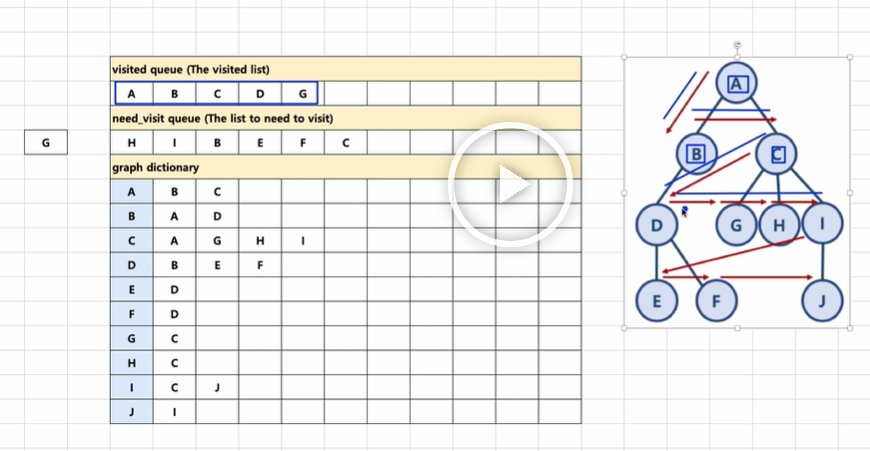 visited queue (The visited list)
A B C D G
need_visit queue (The list to need to visit)
G
H I B E F C
graph dictionary
A B C
B A D
C A G H I
D B E F
E D
F D
G C
H C
I C J
J I
A
B C
D G H I
E F J